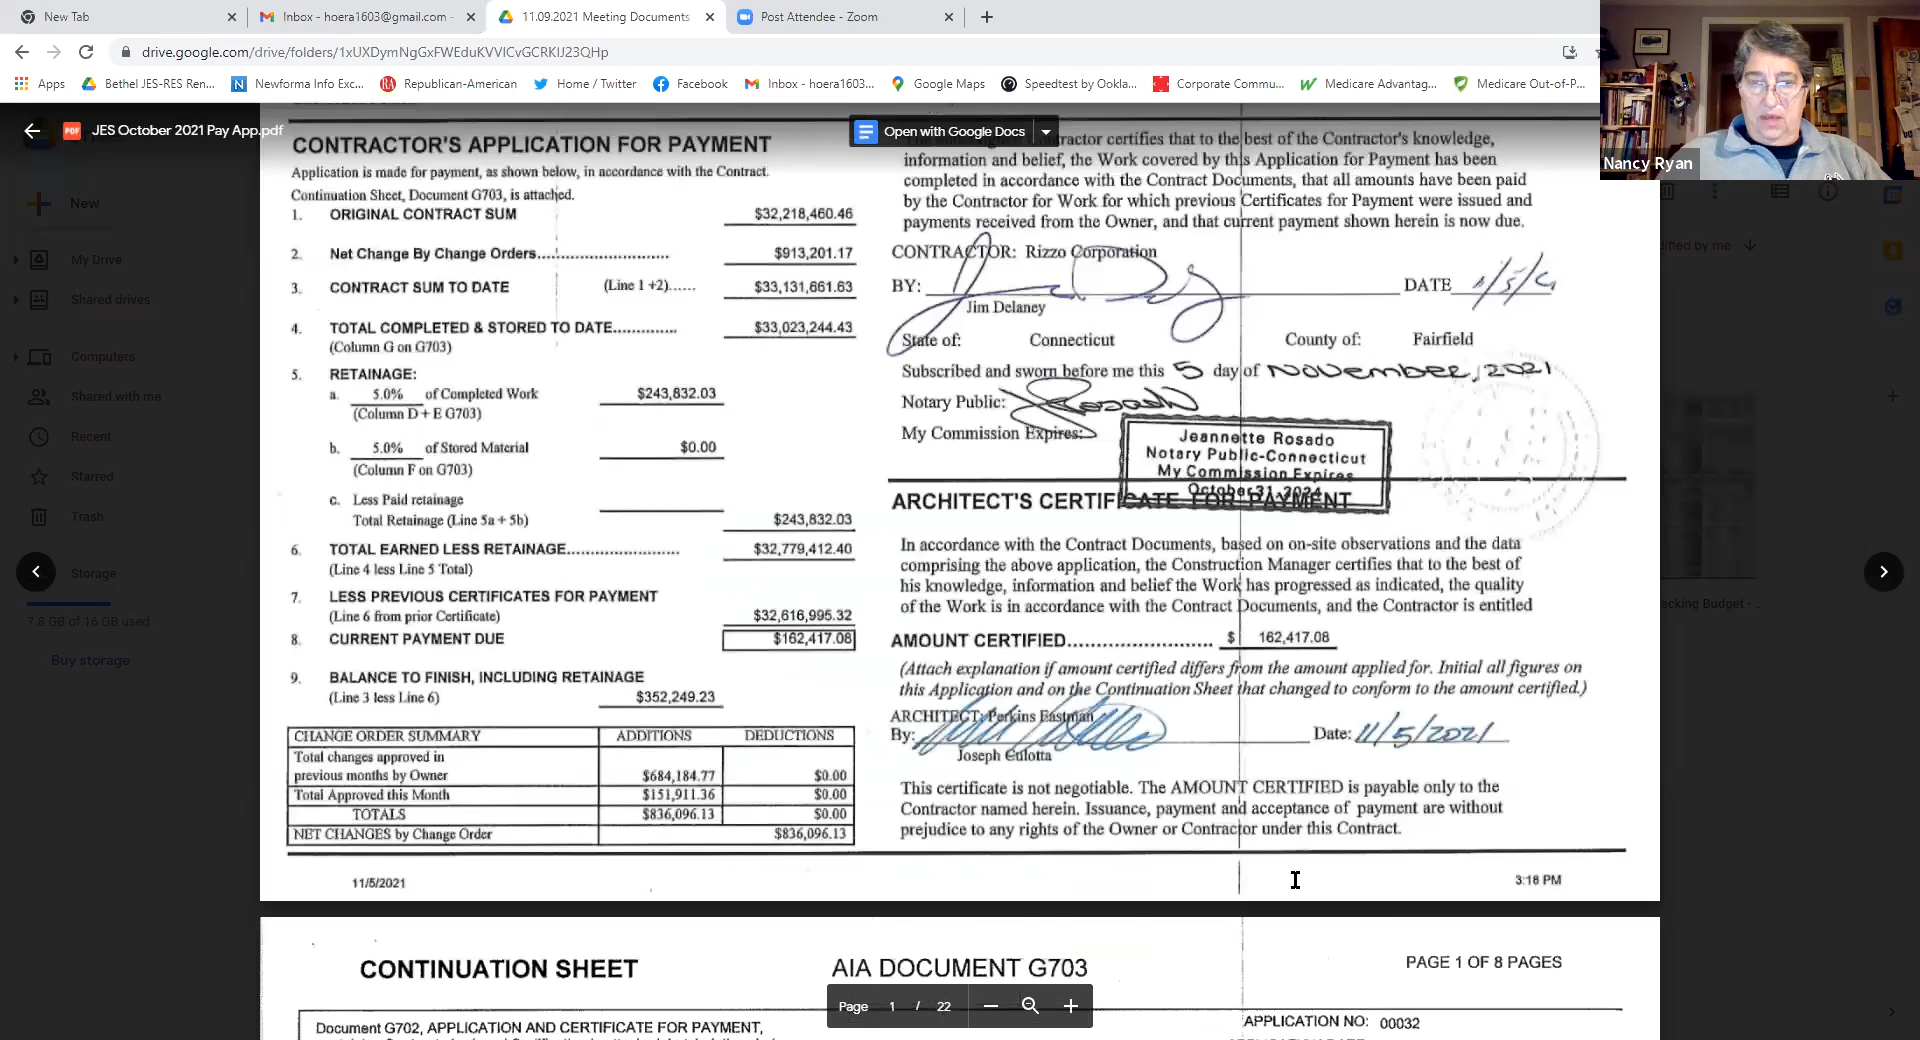 New Tab
Inbox - hoera1603@gmail.com -
11.09.2021 Meeting Documents
Post Attendee - Zoom
drive.google.com/drive/folders/1xUXDymNgGxFWEduKVVICvGCRKIJ23QHp
Apps
Bethel JES-RES Ren...
Newforma Info Exc...
Republican-American
Home / Twitter
Facebook
Inbox - hoera1603...
Google Maps
Speedtest by Ookla...
Corporate Commu...
Medicare Advantag...
Medicare Out-of-P...
Nancy Ryan
JES October 2021 Pay App.pdf
Open with Google Docs
New
My Drive
Shared drives
Computers
Shared with me
Recent
Starred
Trash
Storage
7.8 GB of 16 GB used
Buy storage
CONTRACTOR'S APPLICATION FOR PAYMENT
Application is made for payment, as shown below, in accordance with the Contract.
Continuation Sheet, Document G703, is attached.
1. ORIGINAL CONTRACT SUM $32,218,460.46
2. Net Change By Change Orders.......................... $913,201.17
3. CONTRACT SUM TO DATE (Line 1 +2)...... $33,131,661.63
4. TOTAL COMPLETED & STORED TO DATE............. $33,023,244.43
(Column G on G703)
5. RETAINAGE:
a. 5.0% of Completed Work $243,832.03
(Column D + E G703)
b. 5.0% of Stored Material $0.00
(Column F on G703)
c. Less Paid retainage
Total Retainage (Line 5a + 5b) $243,832.03
6. TOTAL EARNED LESS RETAINAGE...................... $32,779,412.40
(Line 4 less Line 5 Total)
7. LESS PREVIOUS CERTIFICATES FOR PAYMENT
(Line 6 from prior Certificate) $32,616,995.32
8. CURRENT PAYMENT DUE $162,417.08
9. BALANCE TO FINISH, INCLUDING RETAINAGE
(Line 3 less Line 6) $352,249.23
CHANGE ORDER SUMMARY ADDITIONS DEDUCTIONS
Total changes approved in
previous months by Owner $684,184.77 $0.00
Total Approved this Month $151,911.36 $0.00
TOTALS $836,096.13 $0.00
NET CHANGES by Change Order $836,096.13
11/5/2021
ractor certifies that to the best of the Contractor's knowledge,
information and belief, the Work covered by this Application for Payment has been
completed in accordance with the Contract Documents, that all amounts have been paid
by the Contractor for Work for which previous Certificates for Payment were issued and
payments received from the Owner, and that current payment shown herein is now due.
CONTRACTOR: Rizzo Corporation
BY: DATE
Jim Delaney
State of: Connecticut County of: Fairfield
Subscribed and sworn before me this 5 day of November, 2021
Notary Public:
My Commission Expires:
Jeannette Rosado
Notary Public-Connecticut
My Commission Expires
October 31, 2024
ARCHITECT'S CERTIFICATE FOR PAYMENT
In accordance with the Contract Documents, based on on-site observations and the data
comprising the above application, the Construction Manager certifies that to the best of
his knowledge, information and belief the Work has progressed as indicated, the quality
of the Work is in accordance with the Contract Documents, and the Contractor is entitled
AMOUNT CERTIFIED......................... $ 162,417.08
(Attach explanation if amount certified differs from the amount applied for. Initial all figures on
this Application and on the Continuation Sheet that changed to conform to the amount certified.)
ARCHITECT: Perkins Eastman
By: Date: 11/5/2021
Joseph Culotta
This certificate is not negotiable. The AMOUNT CERTIFIED is payable only to the
Contractor named herein. Issuance, payment and acceptance of payment are without
prejudice to any rights of the Owner or Contractor under this Contract.
3:18 PM
CONTINUATION SHEET
AIA DOCUMENT G703
PAGE 1 OF 8 PAGES
Page 1 / 22
Document G702, APPLICATION AND CERTIFICATE FOR PAYMENT,
APPLICATION NO: 00032
ified by me
cking Budget - ...